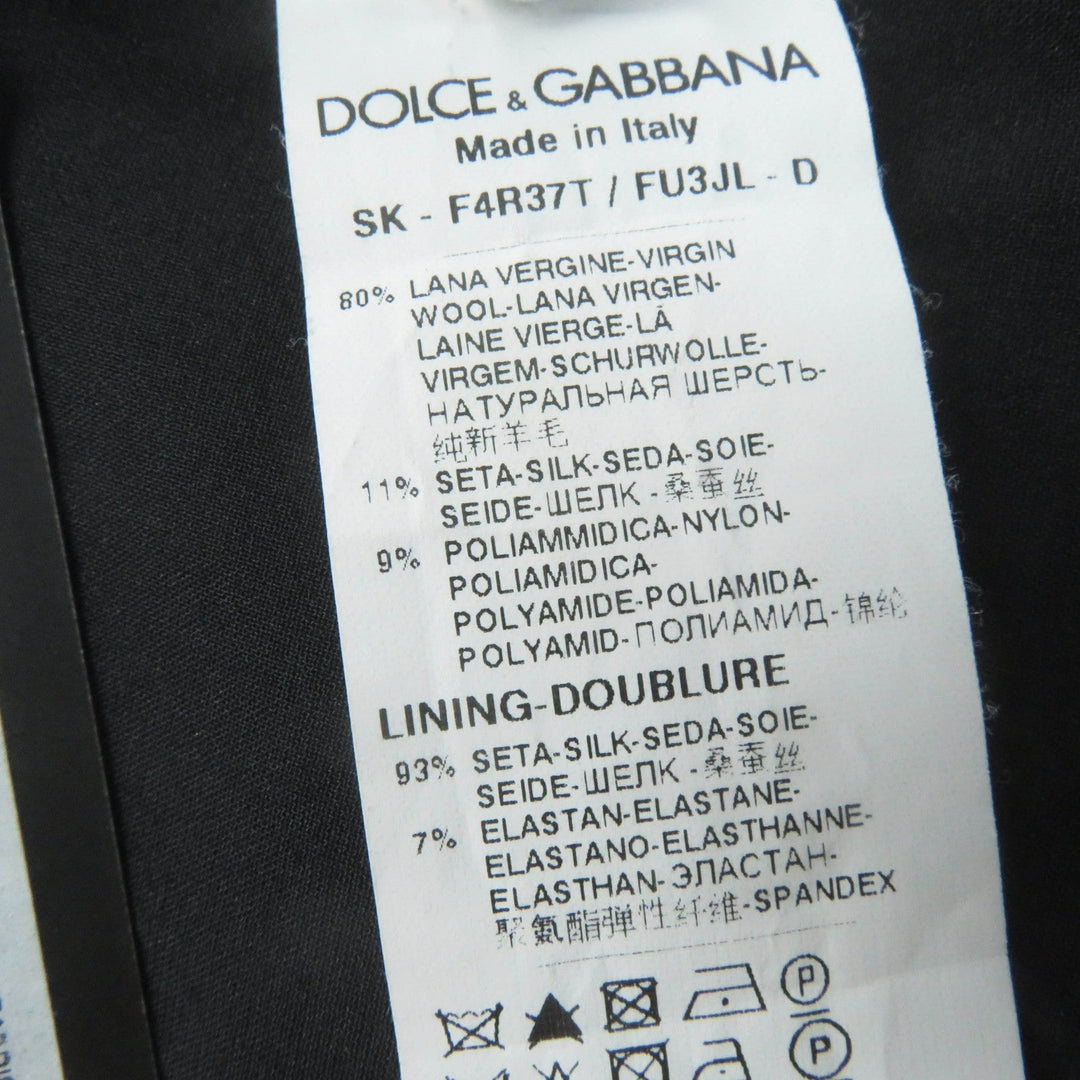 DOLCE & GABBANA
Made in Italy
SK - F4R37T / FU3JL - D
80% LANA VERGINE-VIRGIN
WOOL-LANA VIRGEN-
LAINE VIERGE-LÃ
VIRGEM-SCHURWOLLE-
НАТУРАЛЬНАЯ ШЕРСТЬ-
纯新羊毛
11% SETA-SILK-SEDA-SOIE-
SEIDE-ШЕЛК - 桑蚕丝
9% POLIAMMIDICA-NYLON-
POLIAMIDICA-
POLYAMIDE-POLIAMIDA-
POLYAMID-ПОЛИАМИД-锦纶
LINING-DOUBLURE
93% SETA-SILK-SEDA-SOIE-
SEIDE-ШЕЛК - 桑蚕丝
7% ELASTAN-ELASTANE-
ELASTANO-ELASTHANNE-
ELASTHAN-ЭЛАСТАН-
聚氨酯弹性纤维-SPANDEX
P
P